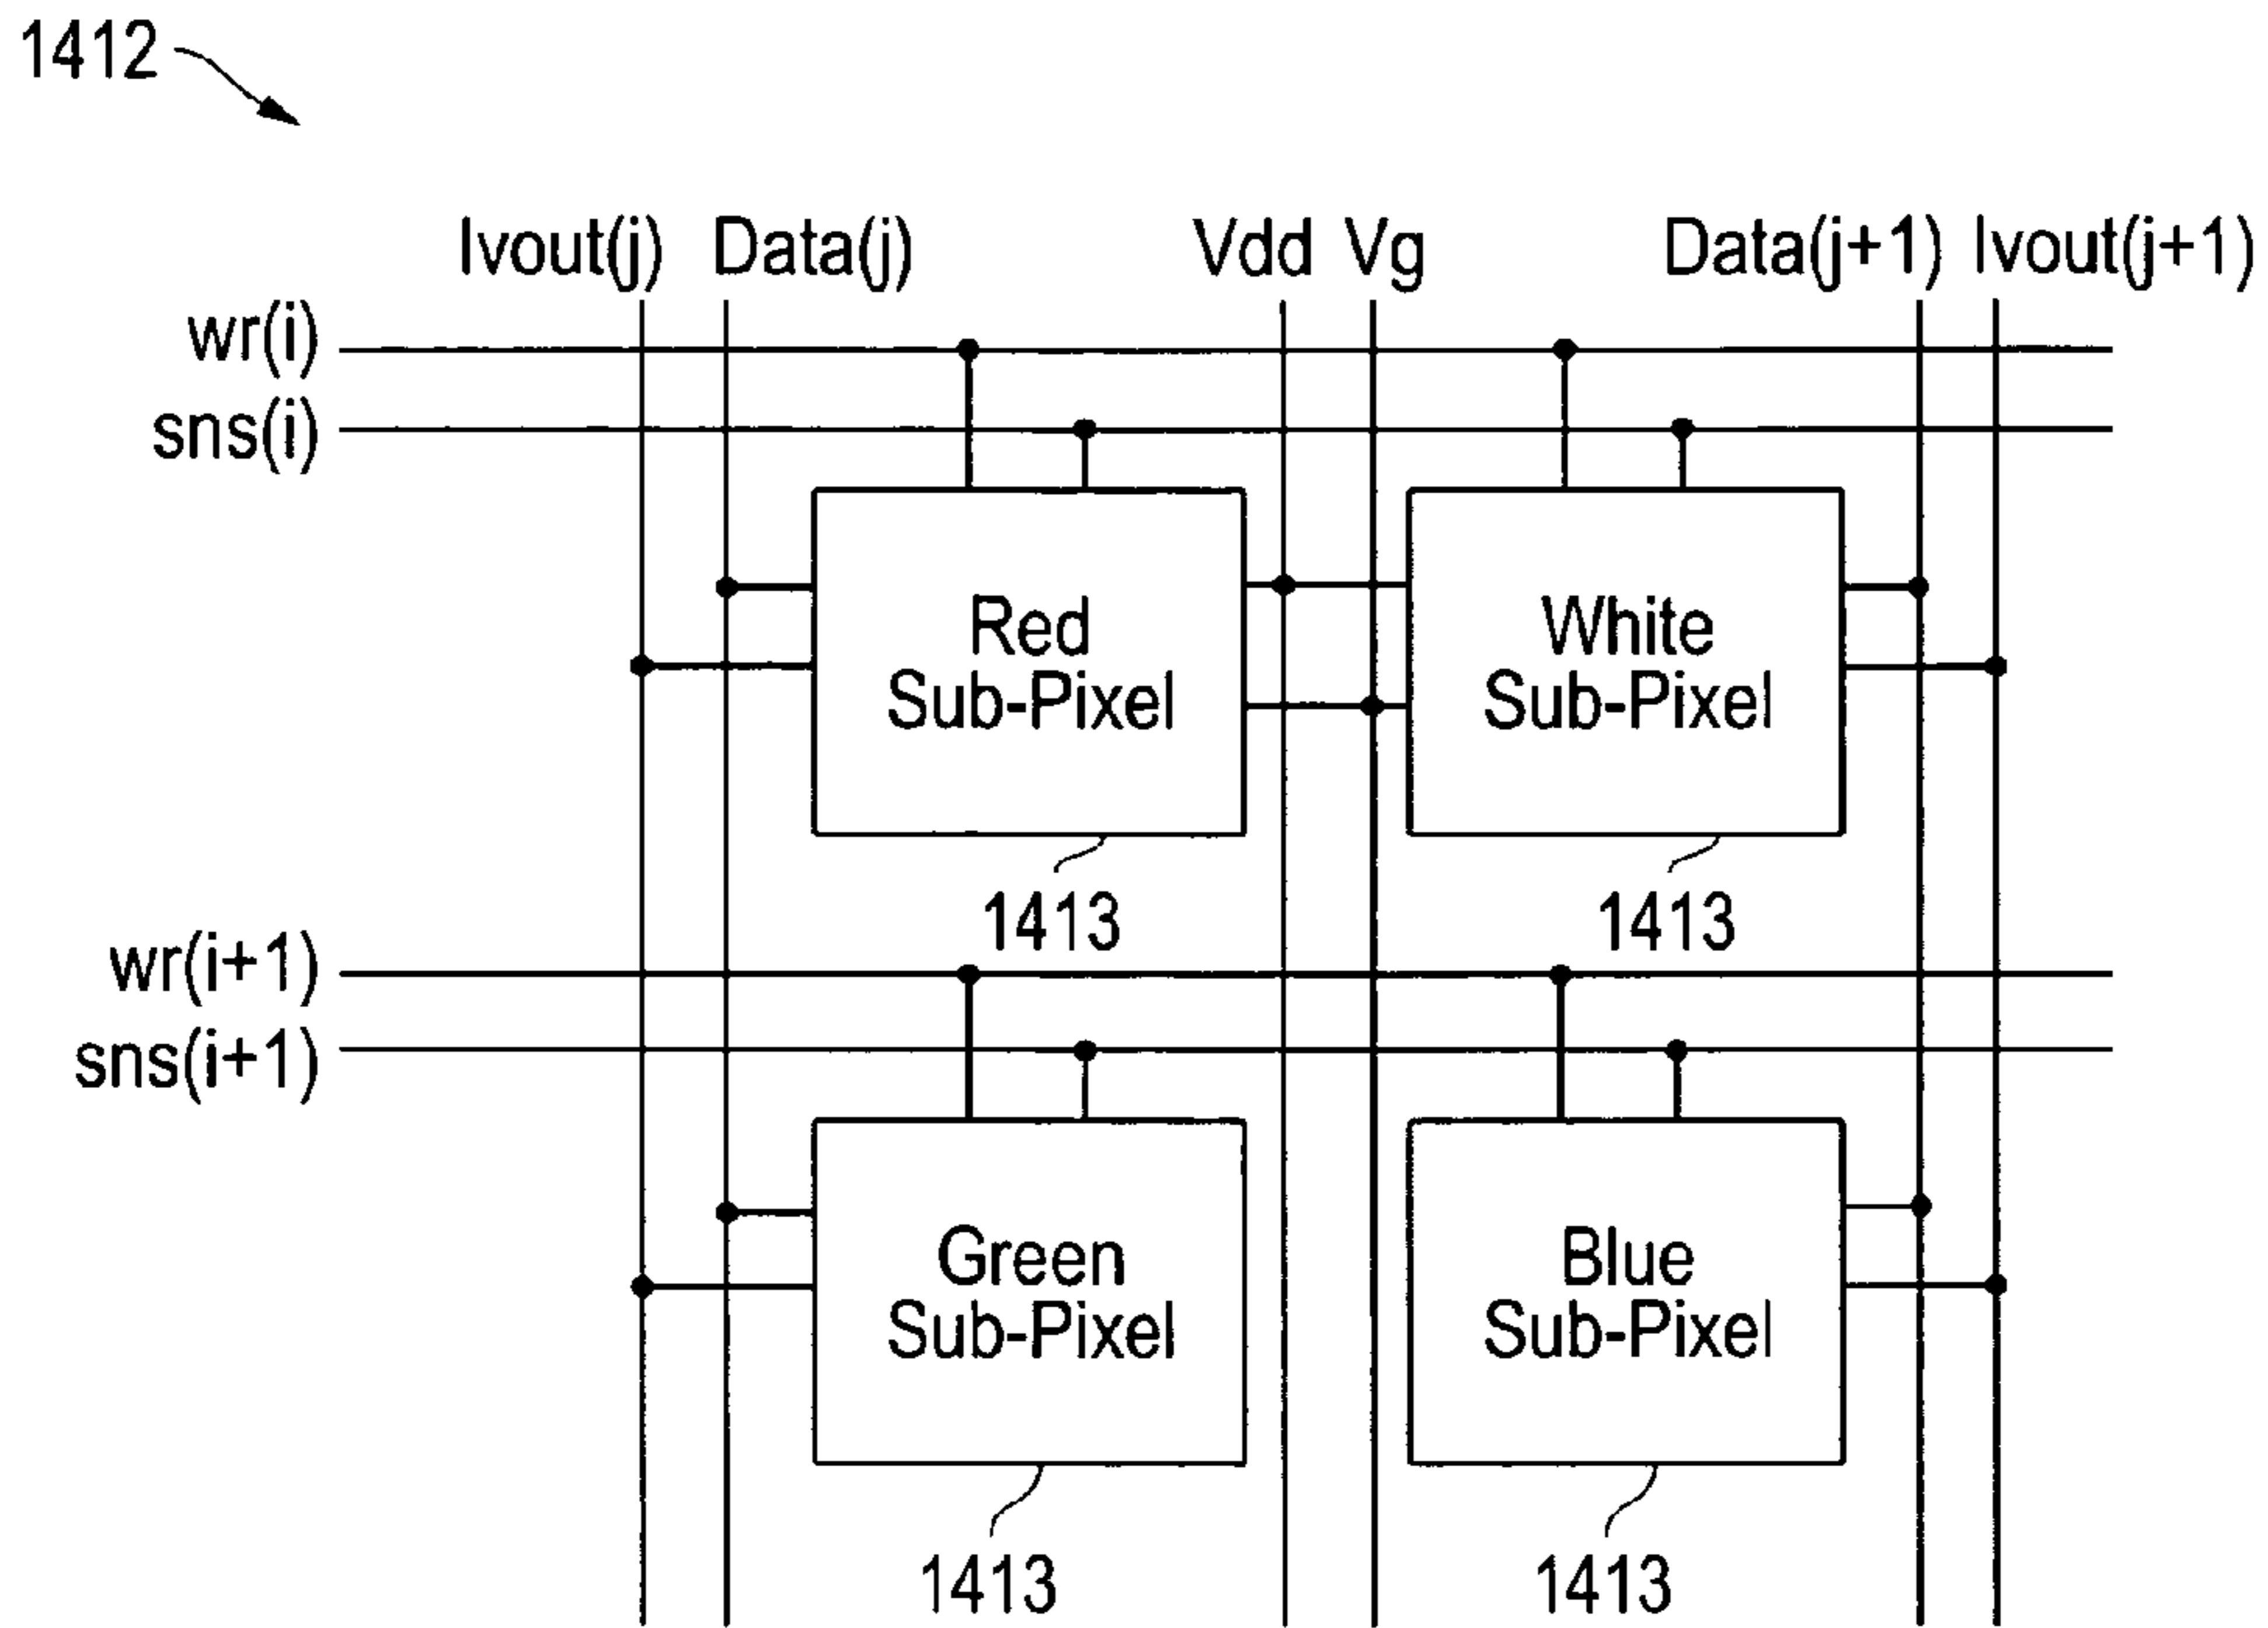 1412
Ivout(j) Data(j) Vdd Vg Data(j+1) Ivout(j+1)
wr(i)
sns(i)
Red
Sub-Pixel
White
Sub-Pixel
1413 1413
wr(i+1)
sns(i+1)
Green
Sub-Pixel
Blue
Sub-Pixel
1413 1413